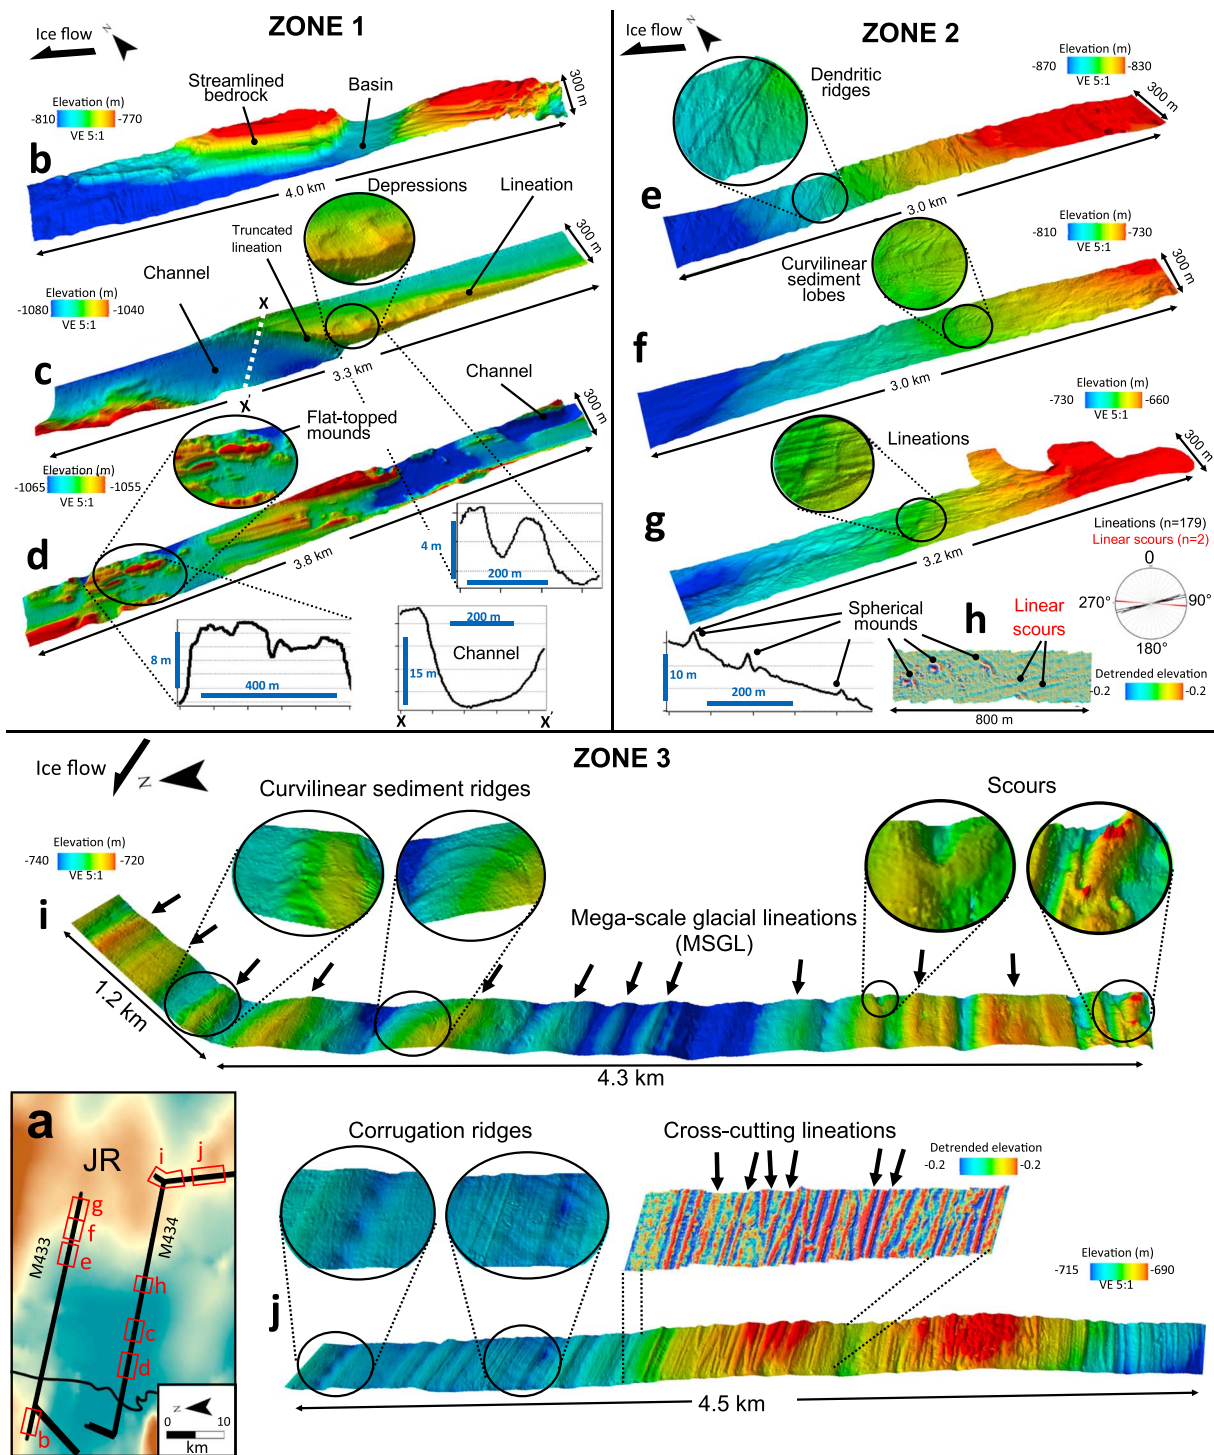 ZONE 1
Ice flow
N
Streamlined
bedrock
Basin
300 m
Elevation (m)
-810
-770
VE 5:1
b
4.0 km
Depressions
Lineation
Truncated
lineation
300 m
Channel
Elevation (m)
-1080
-1040
VE 5:1
X
c
3.3 km
X'
Channel
300 m
Flat-topped
mounds
Elevation (m)
-1065
-1055
VE 5:1
d
3.8 km
4 m
200 m
8 m
400 m
200 m
Channel
15 m
X
X'
ZONE 2
Ice flow
N
Dendritic
ridges
Elevation (m)
-870
-830
VE 5:1
300 m
e
3.0 km
Elevation (m)
-810
-730
VE 5:1
300 m
Curvilinear
sediment
lobes
f
3.0 km
Elevation (m)
-730
-660
VE 5:1
Lineations
300 m
g
3.2 km
Lineations (n=179)
Linear scours (n=2)
0
270°
90°
180°
Spherical
mounds
h
Linear
scours
10 m
200 m
Detrended elevation
-0.2
-0.2
800 m
ZONE 3
Ice flow
N
Curvilinear sediment ridges
Scours
Elevation (m)
-740
-720
VE 5:1
i
Mega-scale glacial lineations
(MSGL)
1.2 km
4.3 km
a
JR
i
j
g
f
e
M433
M434
h
c
d
b
N
0
10
km
Corrugation ridges
Cross-cutting lineations
Detrended elevation
-0.2
-0.2
Elevation (m)
-715
-690
VE 5:1
j
4.5 km